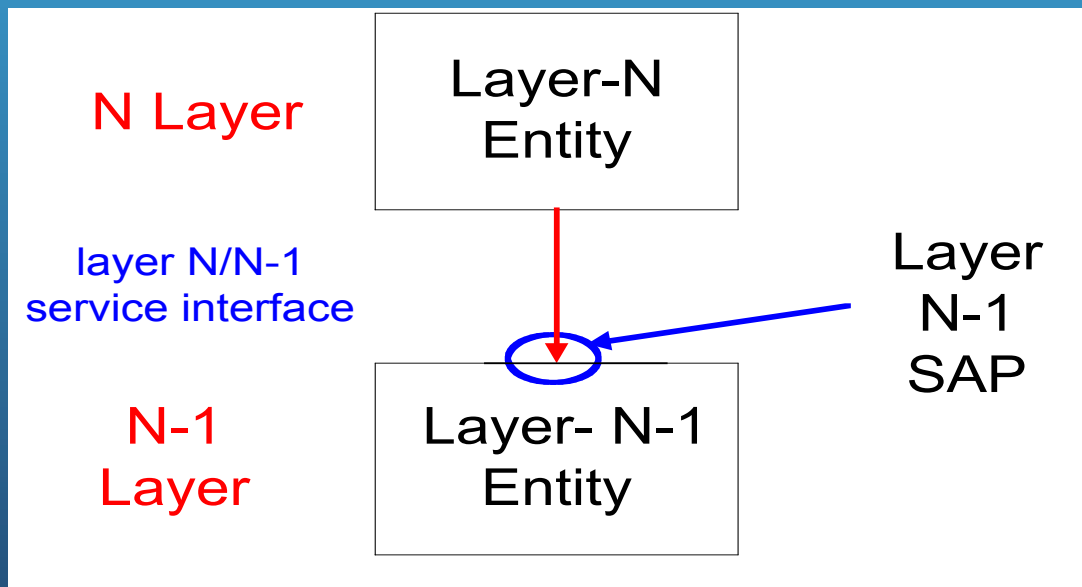 Layer-N
Entity
N Layer
layer N/N-1
service interface
Layer
N-1
SAP
N-1
Layer
Layer- N-1
Entity